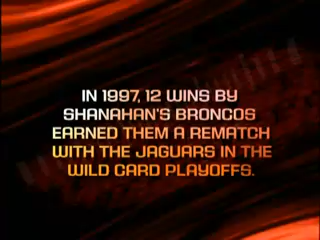 IN 1997, 12 WINS BY
SHANAHAN'S BRONCOS
EARNED THEM A REMATCH
WITH THE JAGUARS IN THE
WILD CARD PLAYOFFS.